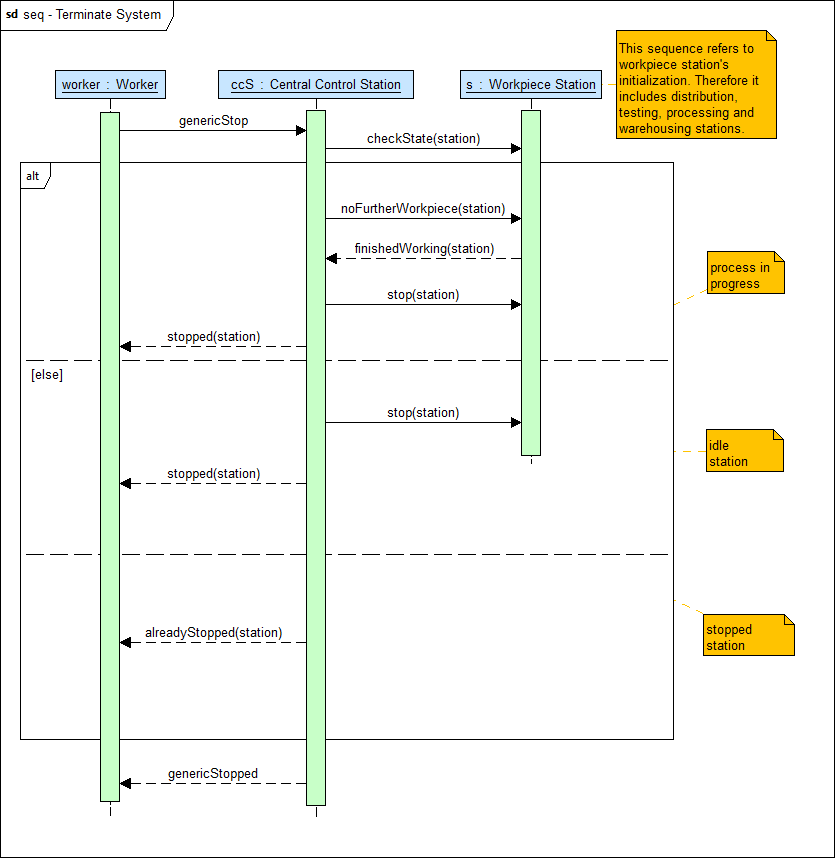 sd seq - Terminate System
This sequence refers to
workpiece station's
initialization. Therefore it
includes distribution,
testing, processing and
warehousing stations.
worker : Worker
ccS : Central Control Station
s : Workpiece Station
genericStop
checkState(station)
alt
noFurtherWorkpiece(station)
finishedWorking(station)
process in
progress
stop(station)
stopped(station)
[else]
stop(station)
idle
station
stopped(station)
stopped
station
alreadyStopped(station)
genericStopped